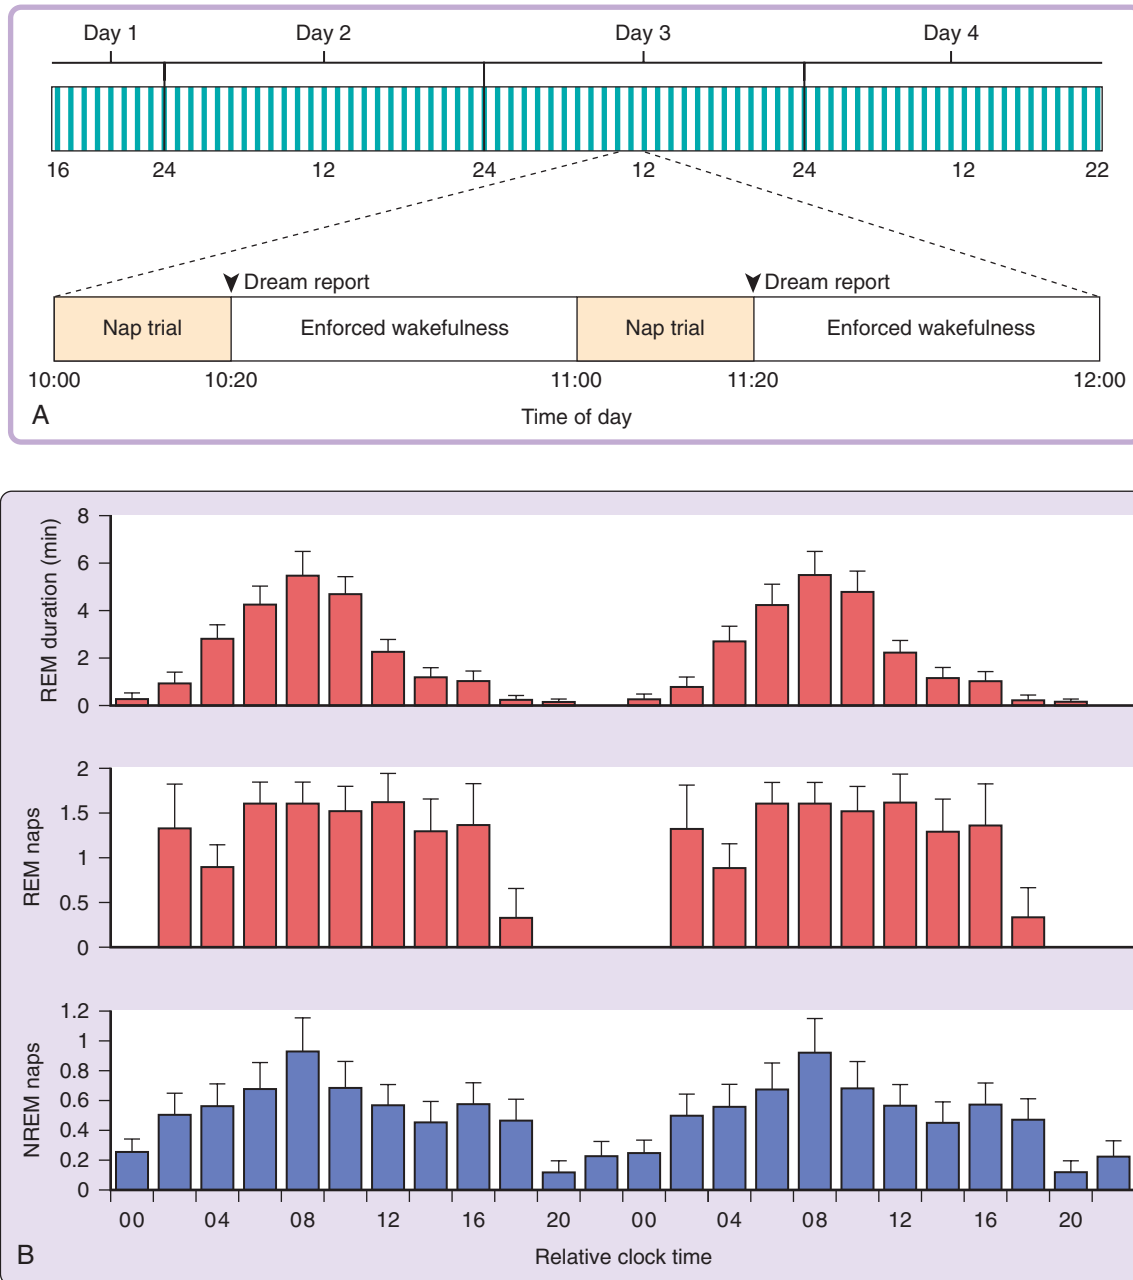 Day 1 Day 2 Day 3 Day 4
16 24 12 24 12 24 12 22
Dream report Dream report
Nap trial Enforced wakefulness Nap trial Enforced wakefulness
10:00 10:20 11:00 11:20 12:00
A Time of day
REM duration (min)
8
6
4
2
0
REM naps
2
1.5
1
0.5
0
NREM naps
1.2
1
0.8
0.6
0.4
0.2
0
00 04 08 12 16 20 00 04 08 12 16 20
B Relative clock time